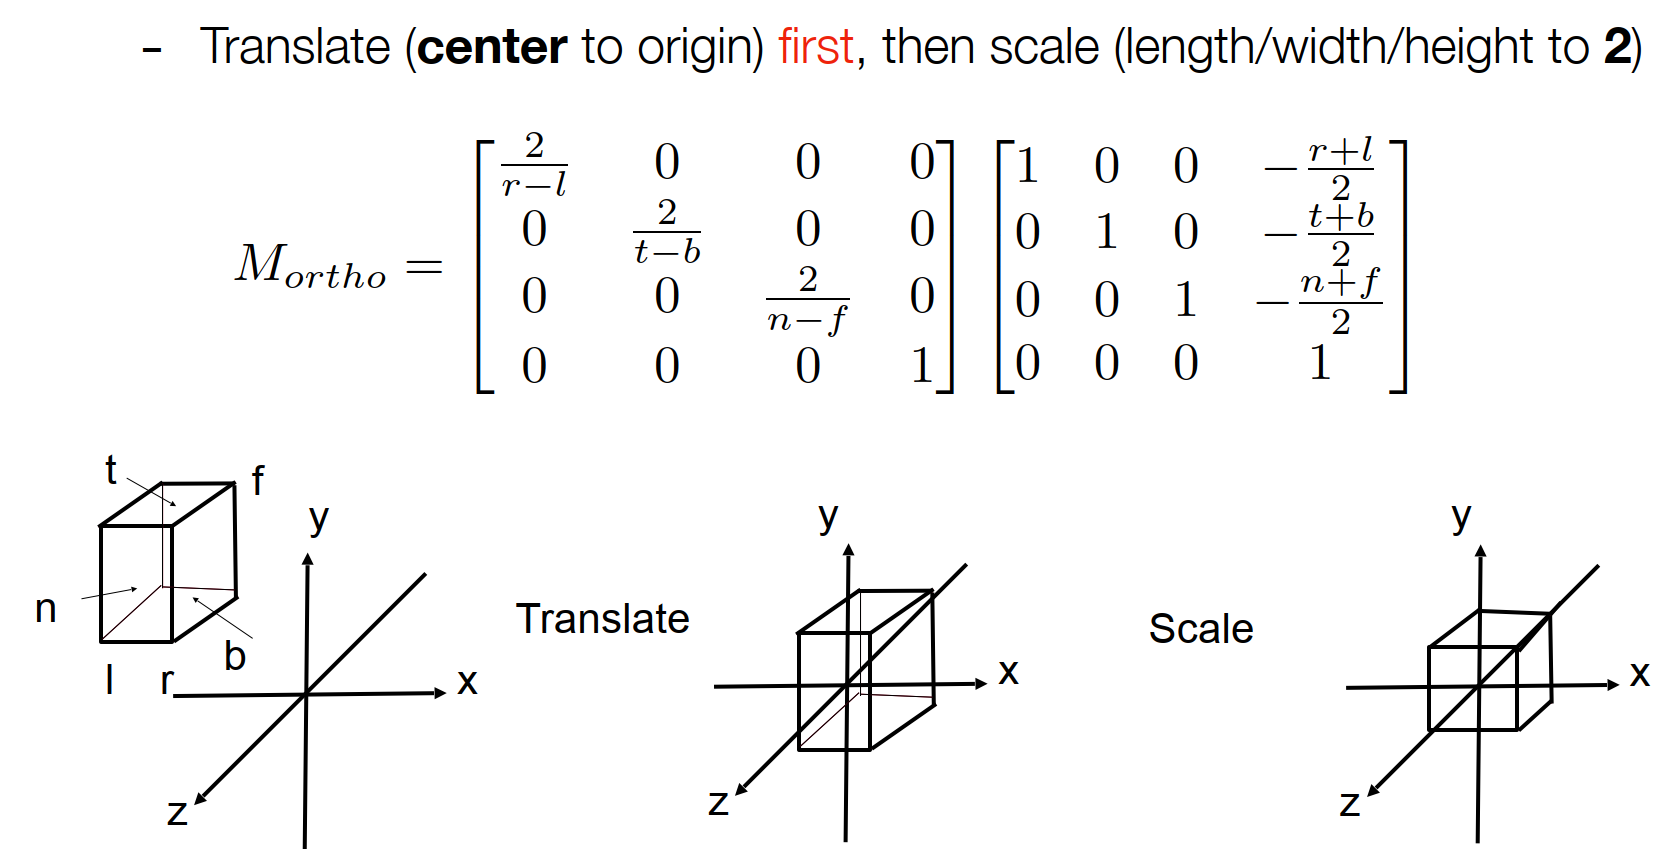 - Translate (center to origin) first, then scale (length/width/height to 2)
M_{ortho} = \begin{bmatrix} \frac{2}{r-l} & 0 & 0 & 0 \\ 0 & \frac{2}{t-b} & 0 & 0 \\ 0 & 0 & \frac{2}{n-f} & 0 \\ 0 & 0 & 0 & 1 \end{bmatrix} \begin{bmatrix} 1 & 0 & 0 & -\frac{r+l}{2} \\ 0 & 1 & 0 & -\frac{t+b}{2} \\ 0 & 0 & 1 & -\frac{n+f}{2} \\ 0 & 0 & 0 & 1 \end{bmatrix}
t
f
n
l
r
b
y
x
z
Translate
y
x
z
Scale
y
x
z